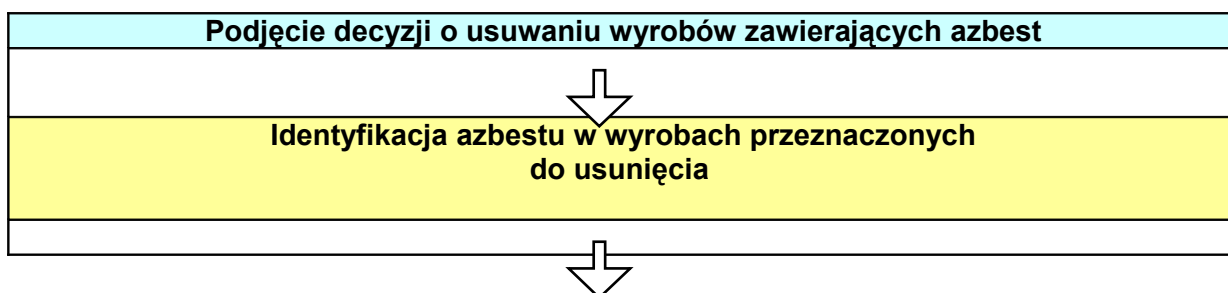 Podjęcie decyzji o usuwaniu wyrobów zawierających azbest
Identyfikacja azbestu w wyrobach przeznaczonych
do usunięcia